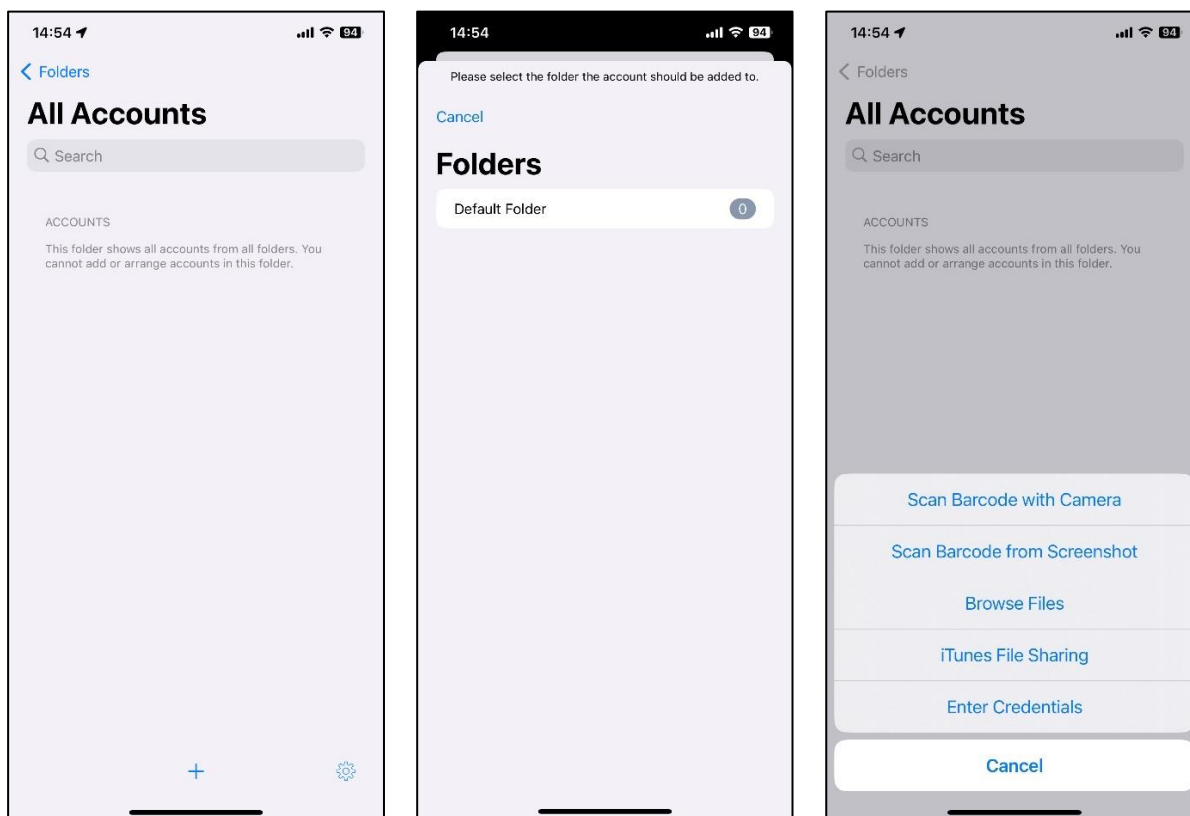 14:54
94
Folders
All Accounts
Search
ACCOUNTS
This folder shows all accounts from all folders. You
cannot add or arrange accounts in this folder.
14:54
94
Please select the folder the account should be added to.
Cancel
Folders
Default Folder
0
14:54
94
Folders
All Accounts
Search
ACCOUNTS
This folder shows all accounts from all folders. You
cannot add or arrange accounts in this folder.
Scan Barcode with Camera
Scan Barcode from Screenshot
Browse Files
iTunes File Sharing
Enter Credentials
Cancel